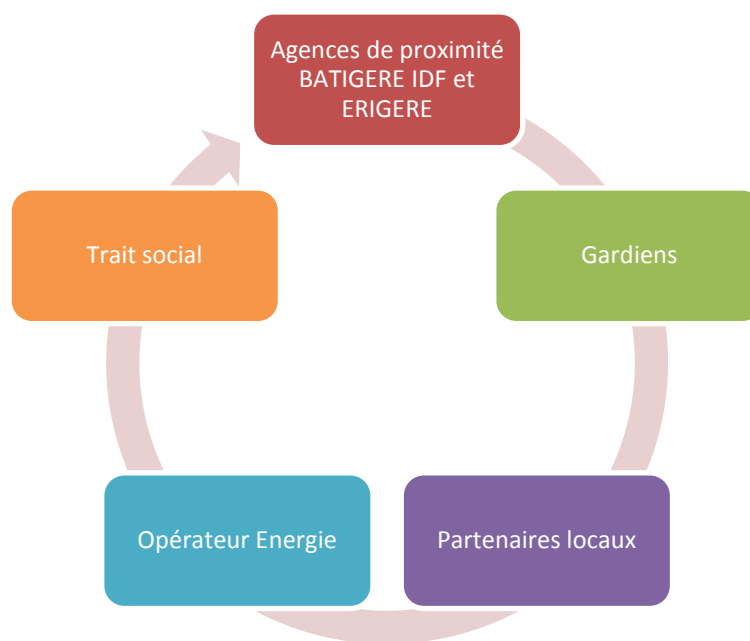 Agences de proximité
BATIGERE IDF et
ERIGERE
Trait social
Gardiens
Opérateur Energie
Partenaires locaux